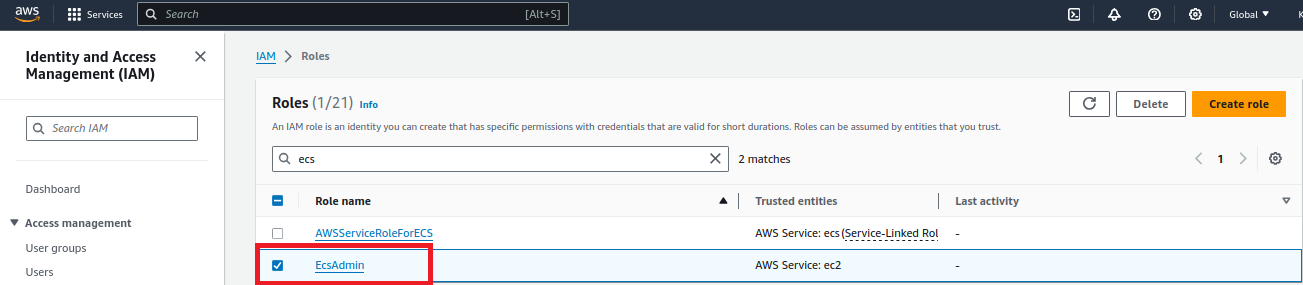 aws Services Search [Alt+S] Global ▼ K
Identity and Access
Management (IAM)
Search IAM
Dashboard
Access management
User groups
Users
IAM > Roles
Roles (1/21) Info
Delete
Create role
An IAM role is an identity you can create that has specific permissions with credentials that are valid for short durations. Roles can be assumed by entities that you trust.
ecs
2 matches
1
Role name Trusted entities Last activity
AWSServiceRoleForECS AWS Service: ecs (Service-Linked Rol -
EcsAdmin AWS Service: ec2 -